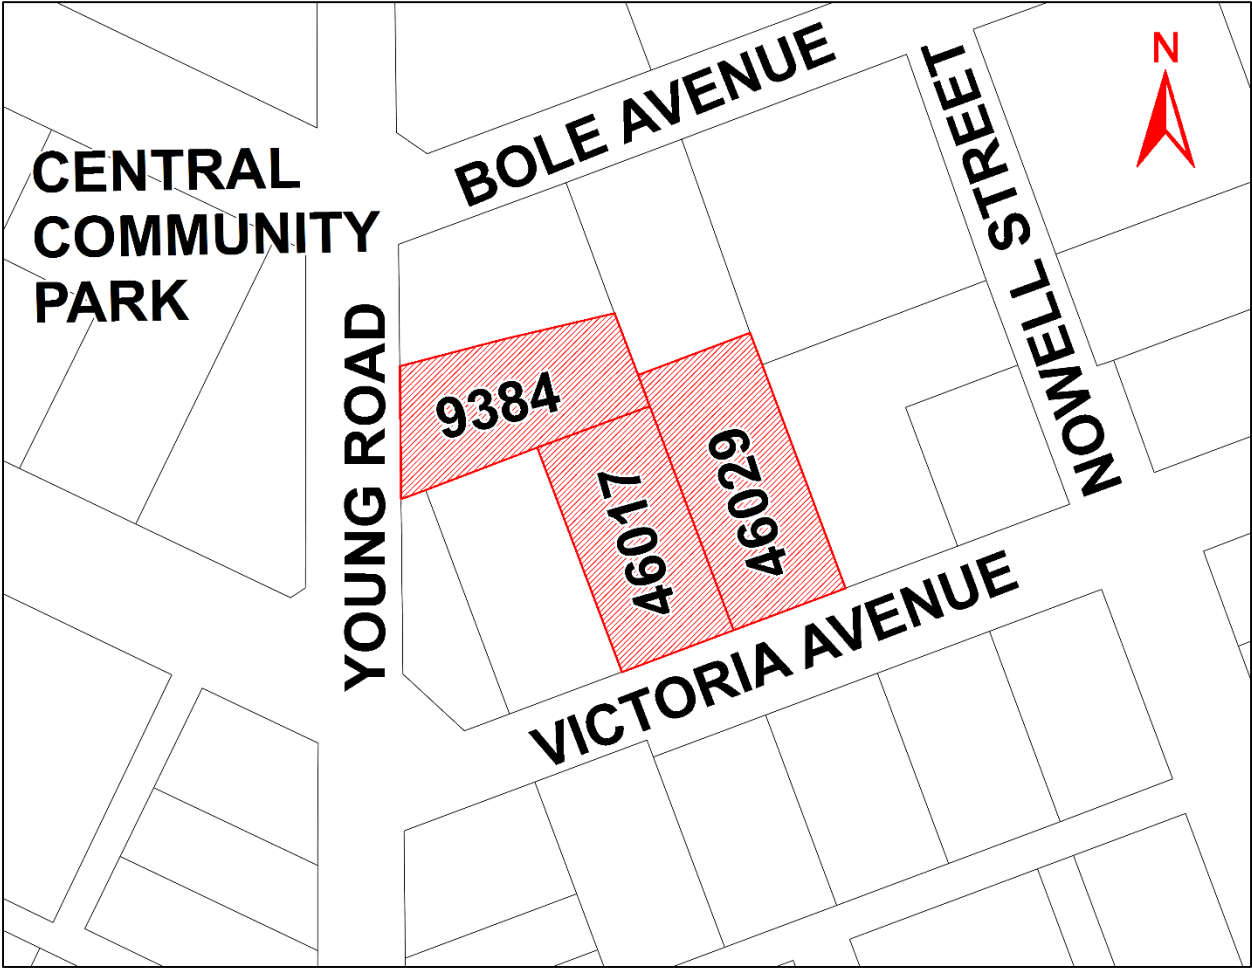 N
BOLE AVENUE
NOWELL STREET
CENTRAL
COMMUNITY
PARK
YOUNG ROAD
9384
46017
46029
VICTORIA AVENUE